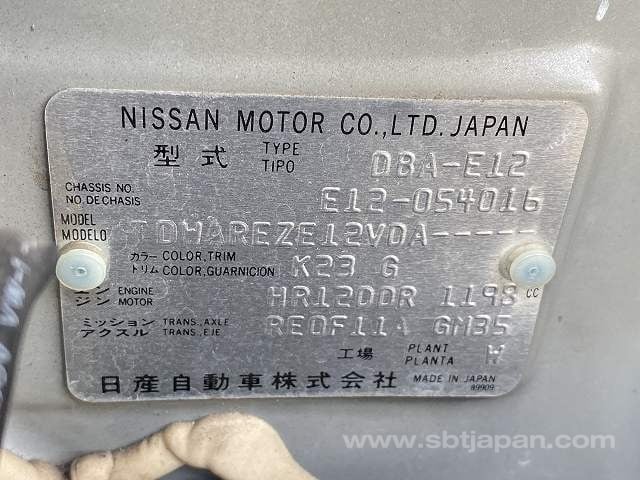 NISSAN MOTOR CO.,LTD. JAPAN
型式 TYPE TIPO DBA-E12
CHASSIS NO. NO.DE CHASIS E12-054016
MODEL MODELO DMAREZE12VDA-----
カラー COLOR,TRIM
トリム COLOR,GUARNICION K23 G
ジン ENGINE MOTOR HR12DDR 1198 CC
ミッション TRANS.,AXLE
アクスル TRANS.,EJE RE0F11A GM35
工場 PLANT PLANTA W
日産自動車株式会社 MADE IN JAPAN
89909
www.sbtjapan.com